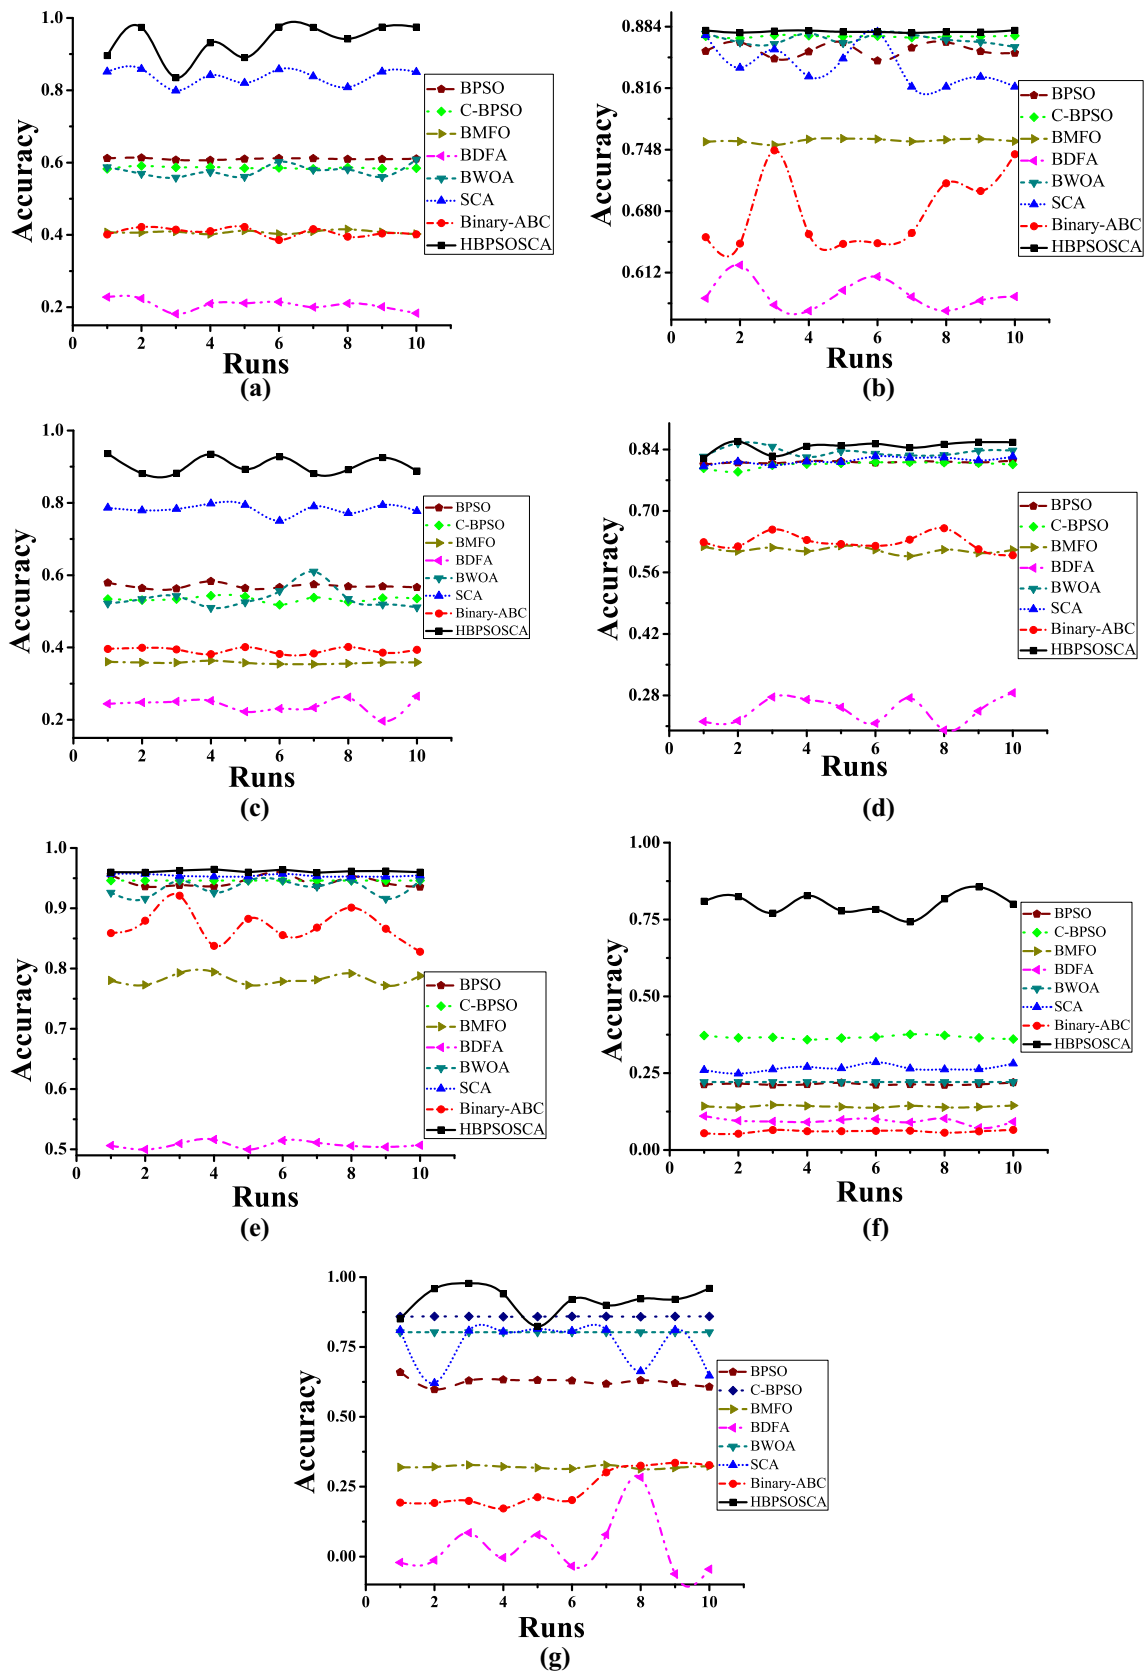 1.0
0.8
0.6
0.4
0.2
Accuracy
0 2 4 6 8 10
Runs
BPSO
C-BPSO
BMFO
BDFA
BWOA
SCA
Binary-ABC
HBPSOSCA
(a)
0.884
0.816
0.748
0.680
0.612
Accuracy
0 2 4 6 8 10
Runs
BPSO
C-BPSO
BMFO
BDFA
BWOA
SCA
Binary-ABC
HBPSOSCA
(b)
1.0
0.8
0.6
0.4
0.2
Accuracy
0 2 4 6 8 10
Runs
BPSO
C-BPSO
BMFO
BDFA
BWOA
SCA
Binary-ABC
HBPSOSCA
(c)
0.84
0.70
0.56
0.42
0.28
Accuracy
0 2 4 6 8 10
Runs
BPSO
C-BPSO
BMFO
BDFA
BWOA
SCA
Binary-ABC
HBPSOSCA
(d)
1.0
0.9
0.8
0.7
0.6
0.5
Accuracy
0 2 4 6 8 10
Runs
BPSO
C-BPSO
BMFO
BDFA
BWOA
SCA
Binary-ABC
HBPSOSCA
(e)
1.00
0.75
0.50
0.25
0.00
Accuracy
0 2 4 6 8 10
Runs
BPSO
C-BPSO
BMFO
BDFA
BWOA
SCA
Binary-ABC
HBPSOSCA
(f)
1.00
0.75
0.50
0.25
0.00
Accuracy
0 2 4 6 8 10
Runs
BPSO
C-BPSO
BMFO
BDFA
BWOA
SCA
Binary-ABC
HBPSOSCA
(g)